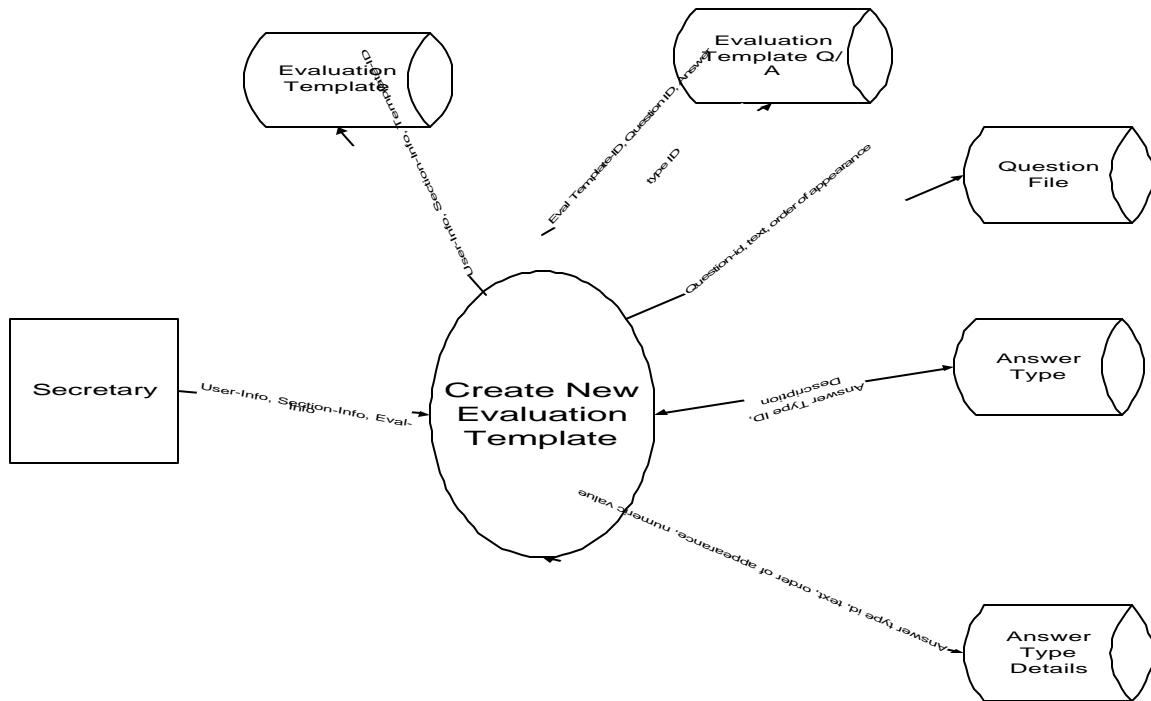 Evaluation
Template
Evaluation
Template Q/
A
User-Info, Section-Info, Template-ID
Eval Template-ID, Question ID, Answer
type ID
Question-id, text, order of appearance
Question
File
Secretary
User-Info, Section-Info, Eval-
Info
Create New
Evaluation
Template
Answer Type ID,
Description
Answer
Type
Answer type id, text, order of appearance, numeric value
Answer
Type
Details